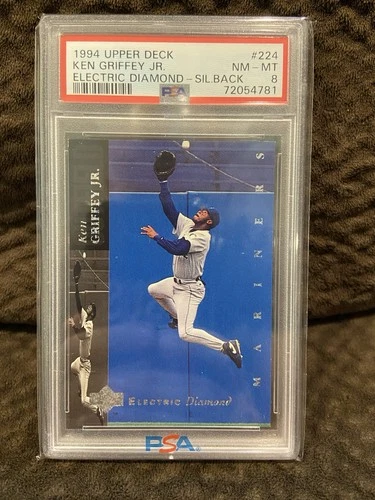 1994 UPPER DECK #224
KEN GRIFFEY JR. NM - MT
ELECTRIC DIAMOND-SIL.BACK 8
PSA 72054781
Ken
GRIFFEY JR.
MARINERS
ELECTRIC Diamond
PSA